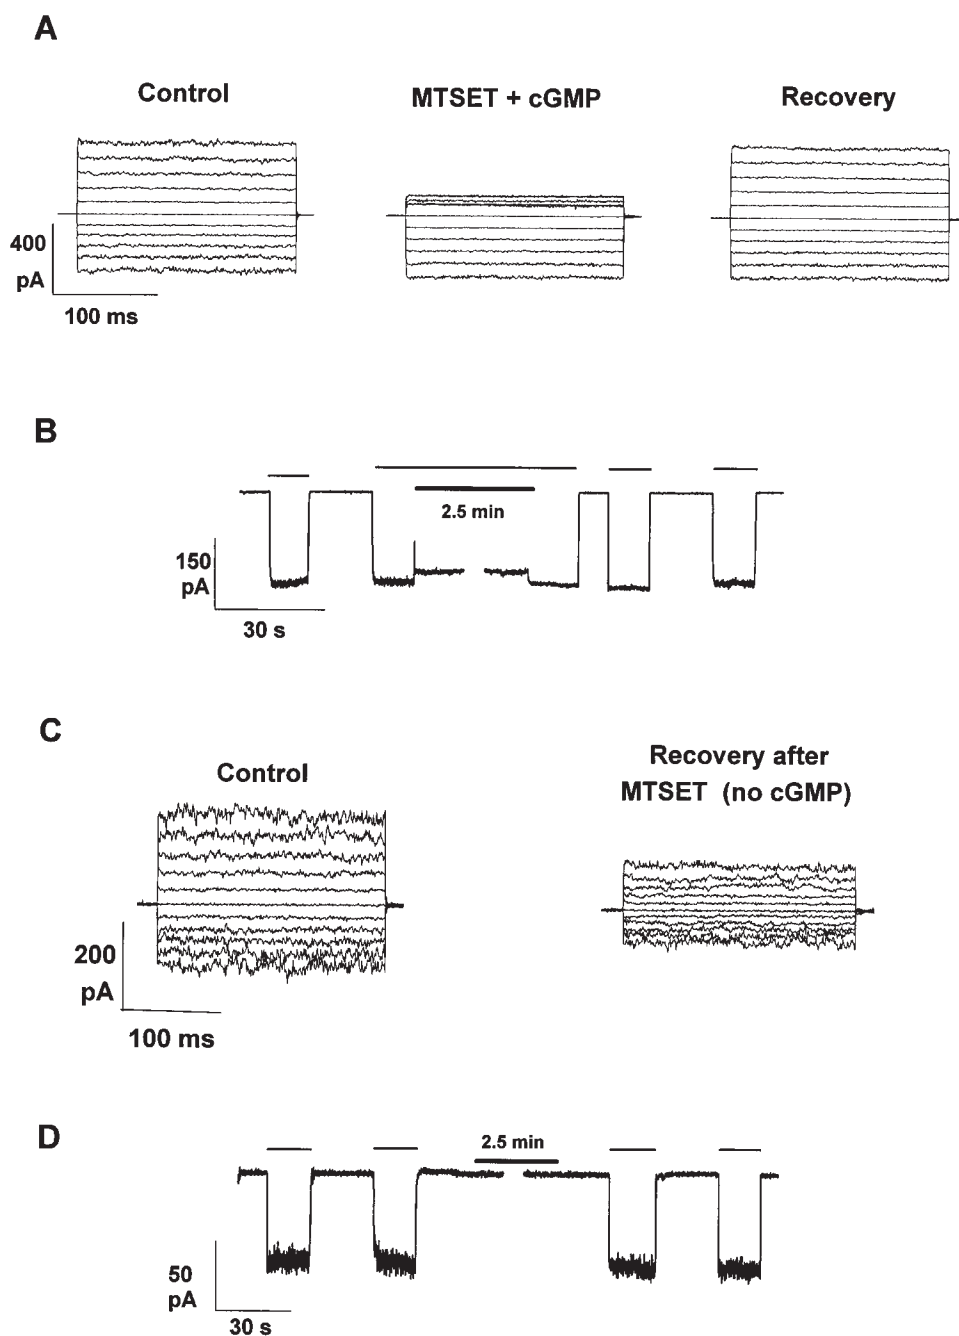 A
Control
MTSET + cGMP
Recovery
400
pA
100 ms
B
2.5 min
150
pA
30 s
C
Control
Recovery after
MTSET (no cGMP)
200
pA
100 ms
D
2.5 min
50
pA
30 s